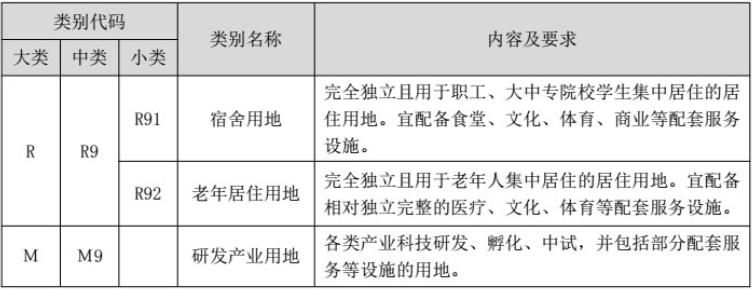 类别代码
类别名称
内容及要求
大类
中类
小类
R
R9
R91
宿舍用地
完全独立且用于职工、大中专院校学生集中居住的居
住用地。宜配备食堂、文化、体育、商业等配套服务
设施。
R92
老年居住用地
完全独立且用于老年人集中居住的居住用地。宜配备
相对独立完整的医疗、文化、体育等配套服务设施。
M
M9
研发产业用地
各类产业科技研发、孵化、中试，并包括部分配套服
务等设施的用地。